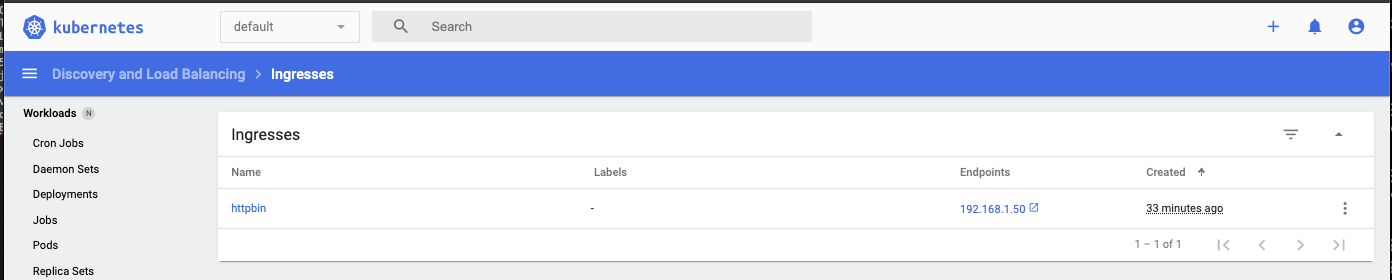 kubernetes
default
Search
Discovery and Load Balancing > Ingresses
Workloads N
Cron Jobs
Daemon Sets
Deployments
Jobs
Pods
Replica Sets
Ingresses
Name Labels Endpoints Created
httpbin - 192.168.1.50 33 minutes ago
1 – 1 of 1